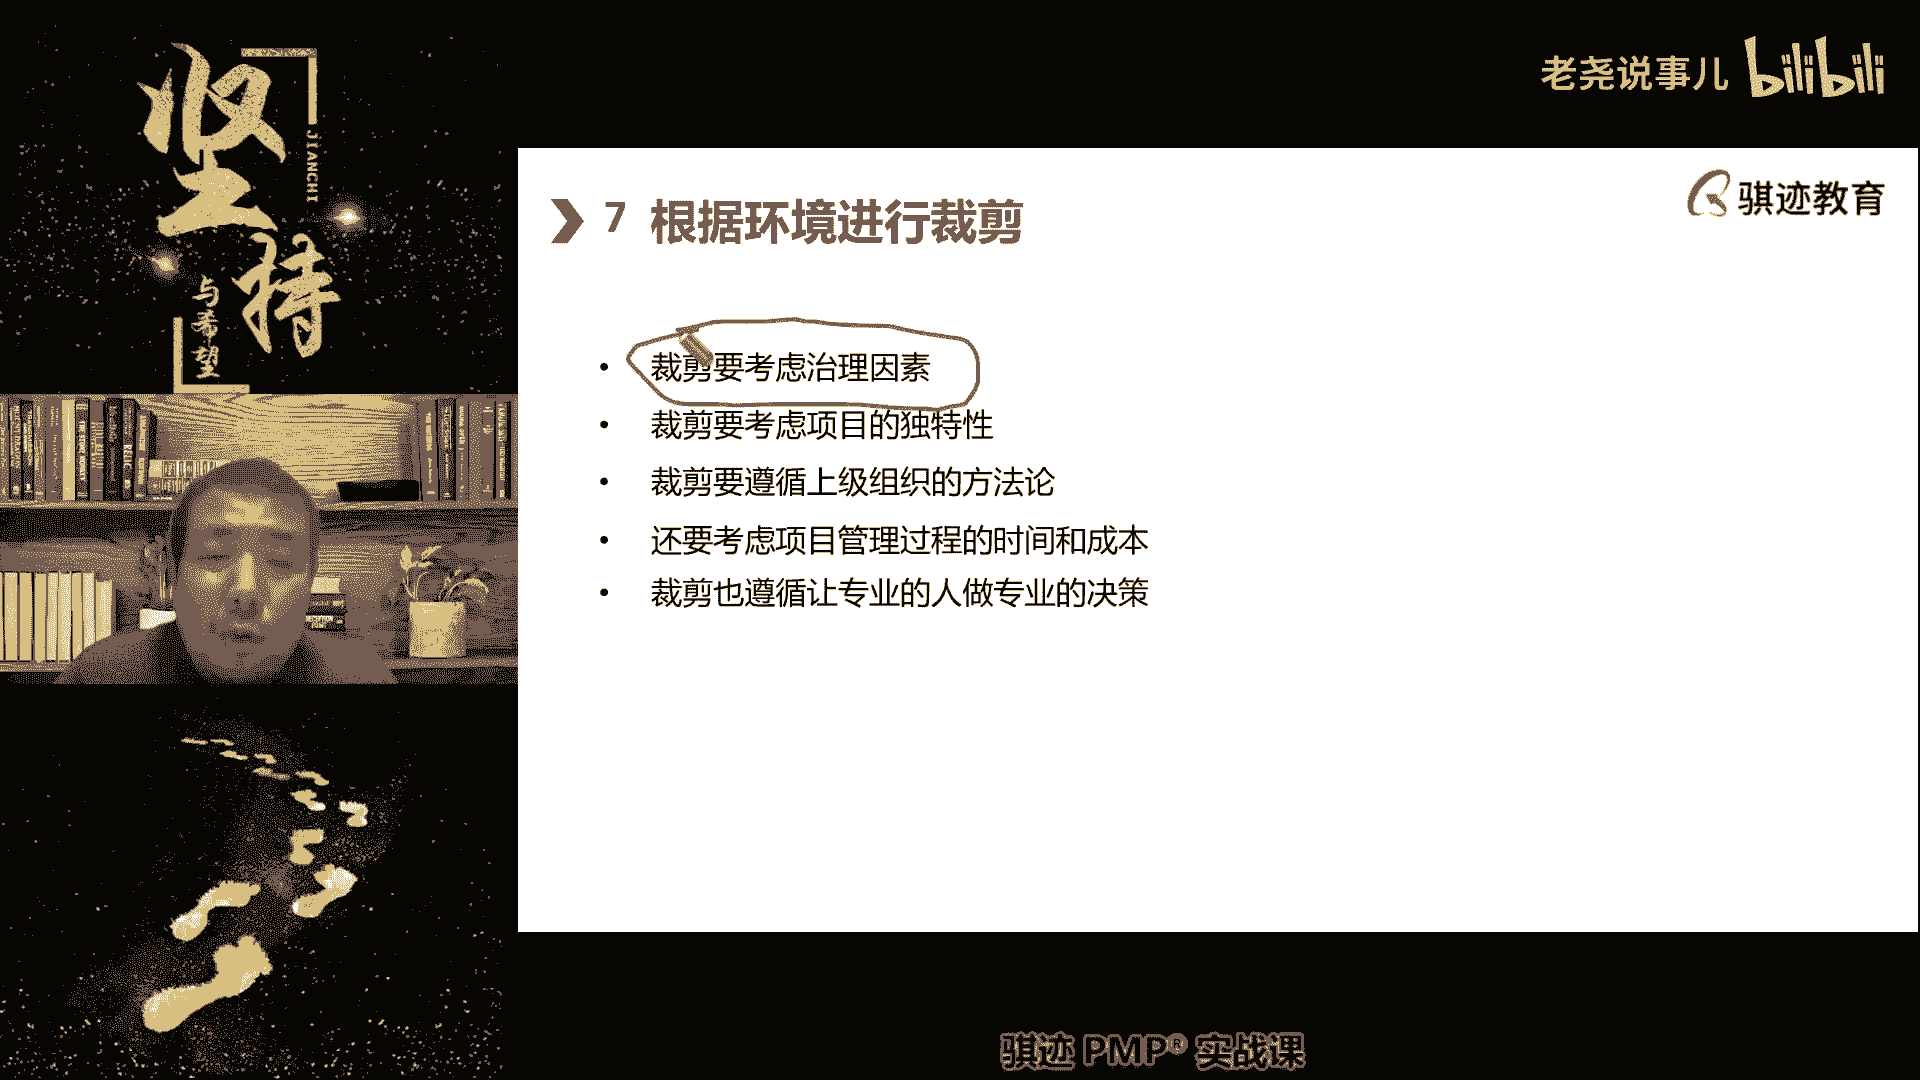 坚持
JIANCHI
与希望
老尧说事儿 bilibili
骐迹教育
7 根据环境进行裁剪
• 裁剪要考虑治理因素
• 裁剪要考虑项目的独特性
• 裁剪要遵循上级组织的方法论
• 还要考虑项目管理过程的时间和成本
• 裁剪也遵循让专业的人做专业的决策
骐迹 PMP® 实战课